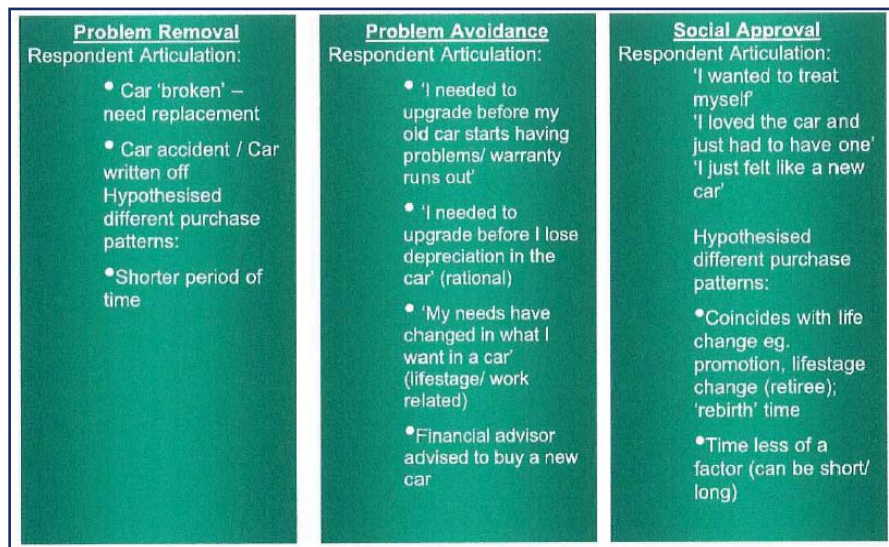 Problem Removal
Respondent Articulation:
• Car 'broken' –
need replacement
• Car accident / Car
written off
Hypothesised
different purchase
patterns:
•Shorter period of
time
Problem Avoidance
Respondent Articulation:
• 'I needed to
upgrade before my
old car starts having
problems/ warranty
runs out'
• 'I needed to
upgrade before I lose
depreciation in the
car' (rational)
• 'My needs have
changed in what I
want in a car'
(lifestage/ work
related)
•Financial advisor
advised to buy a new
car
Social Approval
Respondent Articulation:
'I wanted to treat
myself'
'I loved the car and
just had to have one'
'I just felt like a new
car'
Hypothesised
different purchase
patterns:
•Coincides with life
change eg.
promotion, lifestage
change (retiree);
'rebirth' time
•Time less of a
factor (can be short/
long)